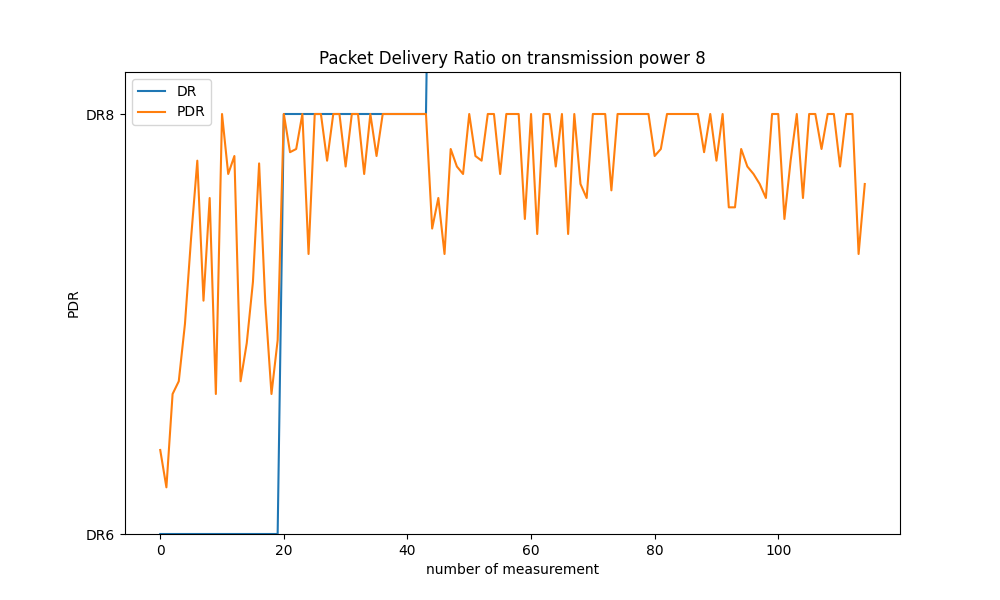 Packet Delivery Ratio on transmission power 8
DR
PDR
DR8
PDR
DR6
0 20 40 60 80 100
number of measurement